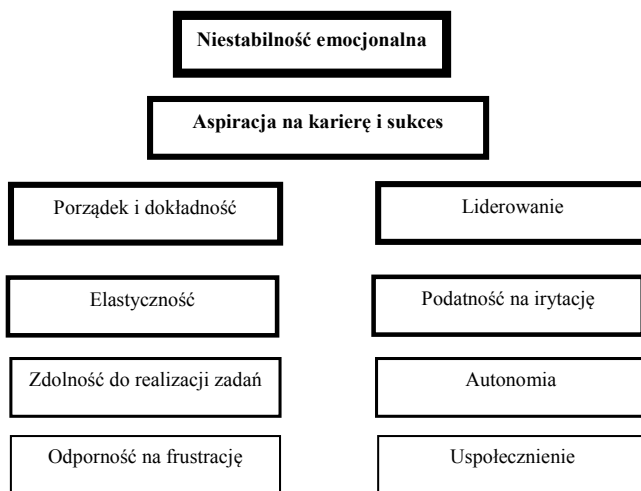 Niestabilność emocjonalna
Aspiracja na karierę i sukces
Porządek i dokładność
Liderowanie
Elastyczność
Podatność na irytację
Zdolność do realizacji zadań
Autonomia
Odporność na frustrację
Uspołecznienie